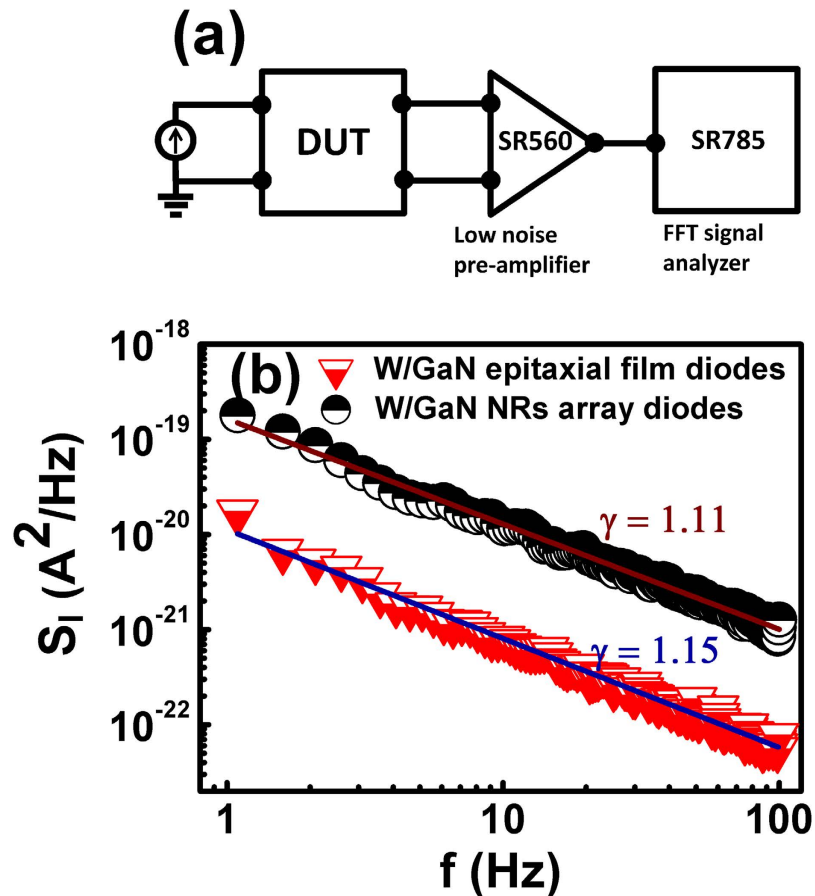 (a)
DUT
SR560
SR785
Low noise
pre-amplifier
FFT signal
analyzer
(b)
W/GaN epitaxial film diodes
W/GaN NRs array diodes
γ = 1.11
γ = 1.15
S_I (A^2/Hz)
10^-18
10^-19
10^-20
10^-21
10^-22
1
10
100
f (Hz)